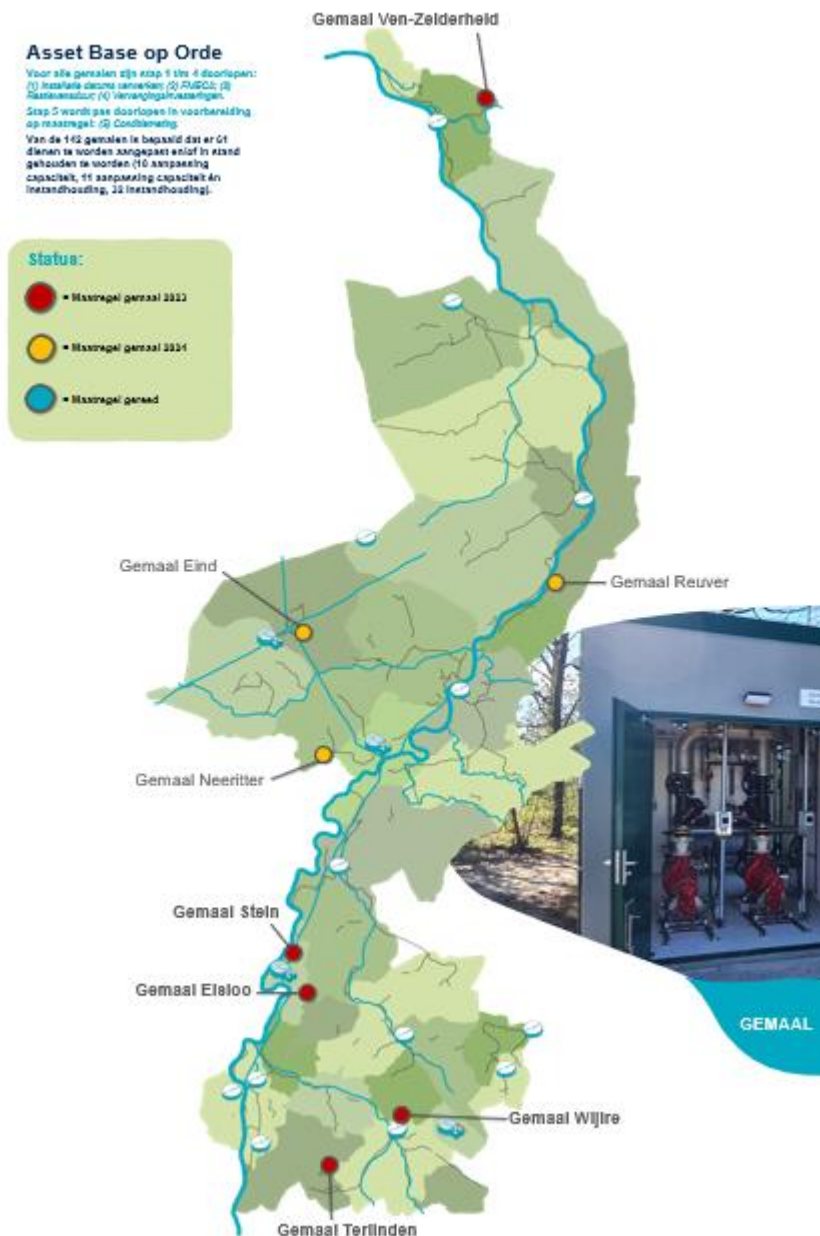 Gemaal Ven-Zelderheid
Asset Base op Orde
Voor alle gemalen zijn stap 1 t/m 4 doorlopen:
(1) Installatie datums verwerken; (2) FMECA; (3)
Restlevensduur; (4) Vervangingsinvesteringen.
Stap 5 wordt pas doorlopen in voorbereiding
op maatregel: (5) Conditiemeting.
Van de 142 gemalen is bepaald dat er 61
dienen te worden aangepast en/of in stand
gehouden te worden (18 aanpassing
capaciteit, 11 aanpassing capaciteit én
instandhouding, 32 instandhouding).
Status:
= Maatregel gemaal 2023
= Maatregel gemaal 2024
= Maatregel gereed
Gemaal Eind
Gemaal Reuver
Gemaal Neeritter
Gemaal Stein
Gemaal Elsloo
GEMAAL
Gemaal Wijlre
Gemaal Terlinden